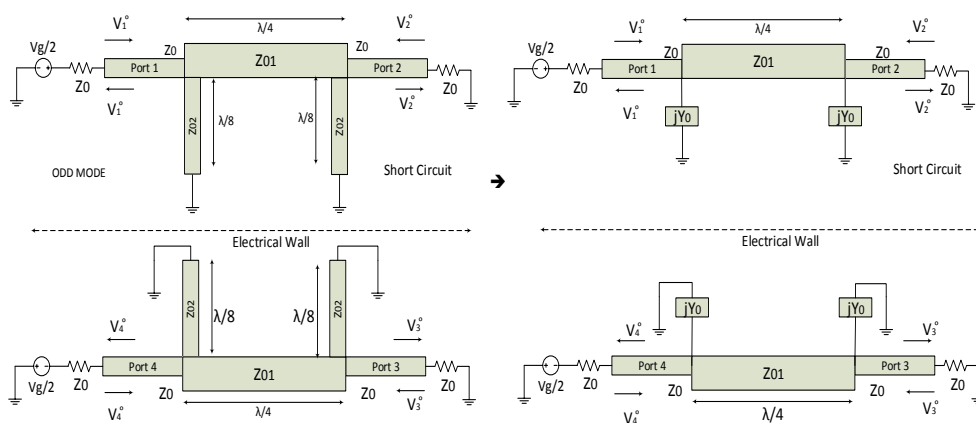 V₁° λ/4 V₂°
Vg/2 Z0 Z01 Z0
Port 1 Port 2
Z0 V₁° V₂° Z0
Z02 λ/8 λ/8 Z02
ODD MODE Short Circuit
Electrical Wall
Z02 λ/8 λ/8 Z02
V₄° V₃°
Z0 Port 4 Port 3 Z0
Vg/2 Z0 Z01 Z0
V₄° λ/4 V₃°
➔
V₁° λ/4 V₂°
Vg/2 Z0 Z01 Z0
Port 1 Port 2
Z0 V₁° V₂° Z0
jY0 jY0
Short Circuit
Electrical Wall
jY0 jY0
V₄° V₃°
Z0 Port 4 Port 3 Z0
Vg/2 Z0 Z01 Z0
V₄° λ/4 V₃°